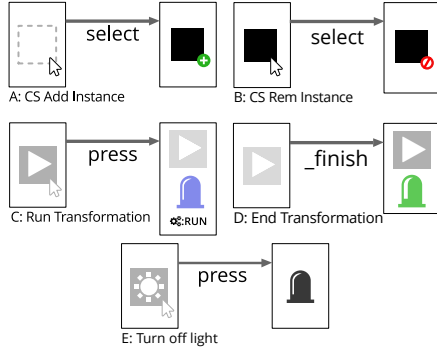 select
A: CS Add Instance
select
B: CS Rem Instance
press
:RUN
C: Run Transformation
_finish
D: End Transformation
press
E: Turn off light